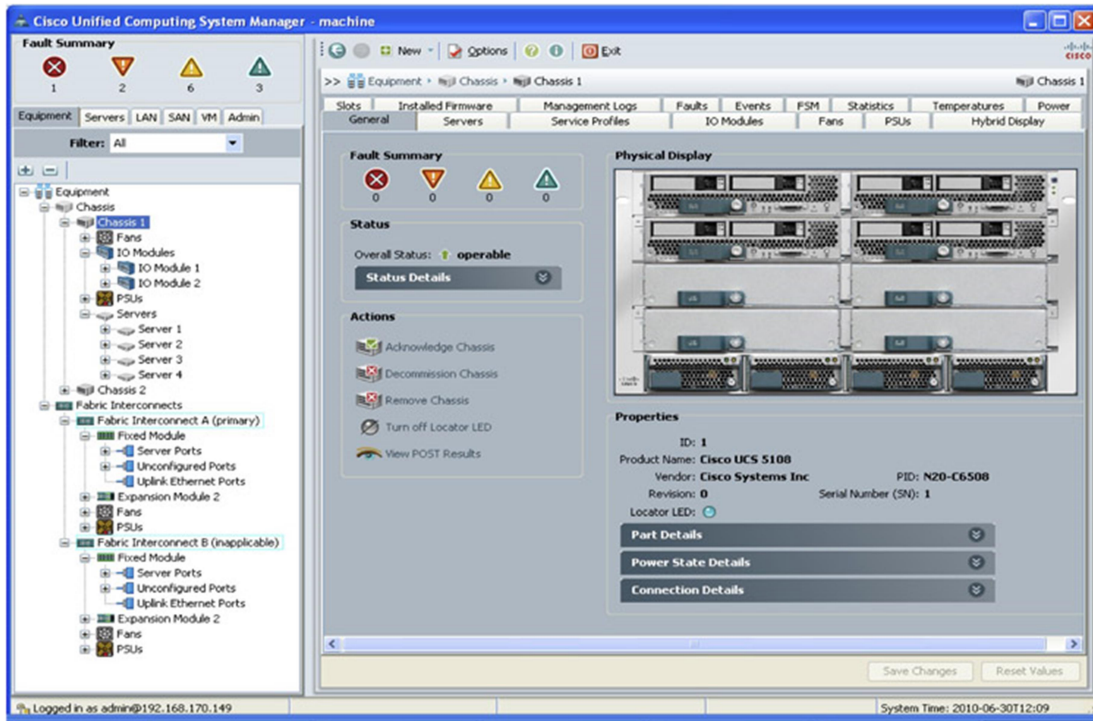 Cisco Unified Computing System Manager - machine
Fault Summary
1 2 6 3
Equipment Servers LAN SAN VM Admin
Filter: All
Equipment
Chassis
Chassis 1
Fans
IO Modules
IO Module 1
IO Module 2
PSUs
Servers
Server 1
Server 2
Server 3
Server 4
Chassis 2
Fabric Interconnects
Fabric Interconnect A (primary)
Fixed Module
Server Ports
Unconfigured Ports
Uplink Ethernet Ports
Expansion Module 2
Fans
PSUs
Fabric Interconnect B (inapplicable)
Fixed Module
Server Ports
Unconfigured Ports
Uplink Ethernet Ports
Expansion Module 2
Fans
PSUs
New Options Exit
CISCO
>> Equipment Chassis Chassis 1 Chassis 1
Slots Installed Firmware Management Logs Faults Events FSM Statistics Temperatures Power
General Servers Service Profiles IO Modules Fans PSUs Hybrid Display
Fault Summary
0 0 0 0
Status
Overall Status: operable
Status Details
Actions
Acknowledge Chassis
Decommission Chassis
Remove Chassis
Turn off Locator LED
View POST Results
Physical Display
Properties
ID: 1
Product Name: Cisco UCS 5108
Vendor: Cisco Systems Inc PID: N20-C6508
Revision: 0 Serial Number (SN): 1
Locator LED:
Part Details
Power State Details
Connection Details
Save Changes Reset Values
Logged in as admin@192.168.170.149 System Time: 2010-06-30T12:09